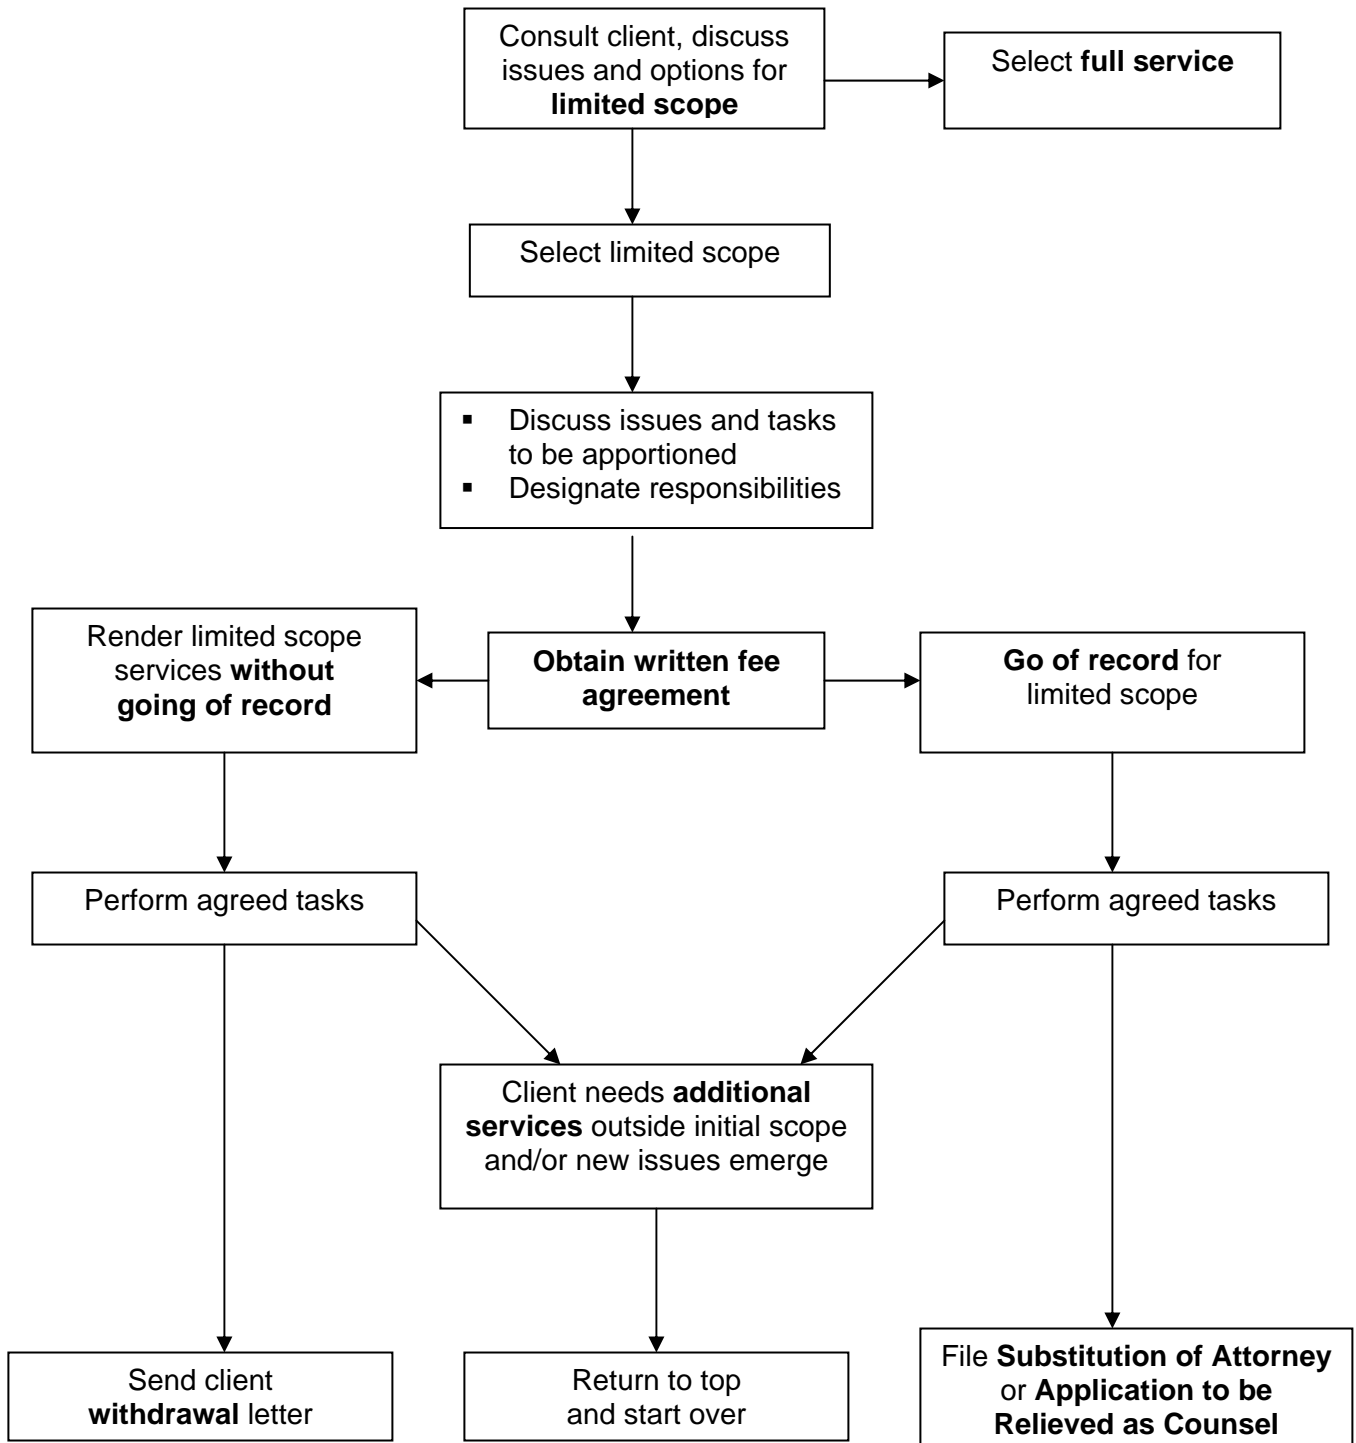 Consult client, discuss
issues and options for
limited scope
Select full service
Select limited scope
▪ Discuss issues and tasks
to be apportioned
▪ Designate responsibilities
Render limited scope
services without
going of record
Obtain written fee
agreement
Go of record for
limited scope
Perform agreed tasks
Perform agreed tasks
Client needs additional
services outside initial scope
and/or new issues emerge
Send client
withdrawal letter
Return to top
and start over
File Substitution of Attorney
or Application to be
Relieved as Counsel